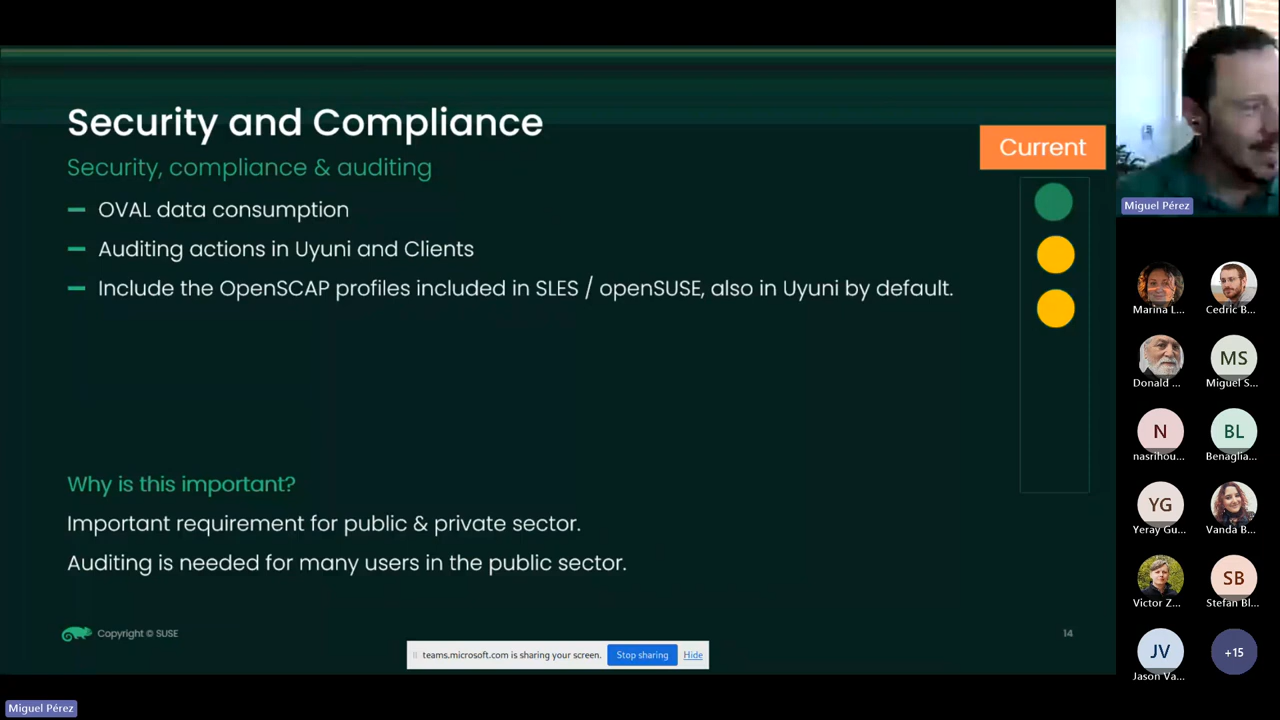 Security and Compliance
Security, compliance & auditing
Current
OVAL data consumption
Auditing actions in Uyuni and Clients
Include the OpenSCAP profiles included in SLES / openSUSE, also in Uyuni by default.
Why is this important?
Important requirement for public & private sector.
Auditing is needed for many users in the public sector.
Copyright © SUSE
14
teams.microsoft.com is sharing your screen.
Stop sharing
Hide
Miguel Pérez
Miguel Pérez
Marina L...
Cedric B...
Donald ...
MS
Miguel S...
N
nasrihou...
BL
Benaglia...
YG
Yeray Gu...
Vanda B...
Victor Z...
SB
Stefan Bl...
JV
Jason Va...
+15